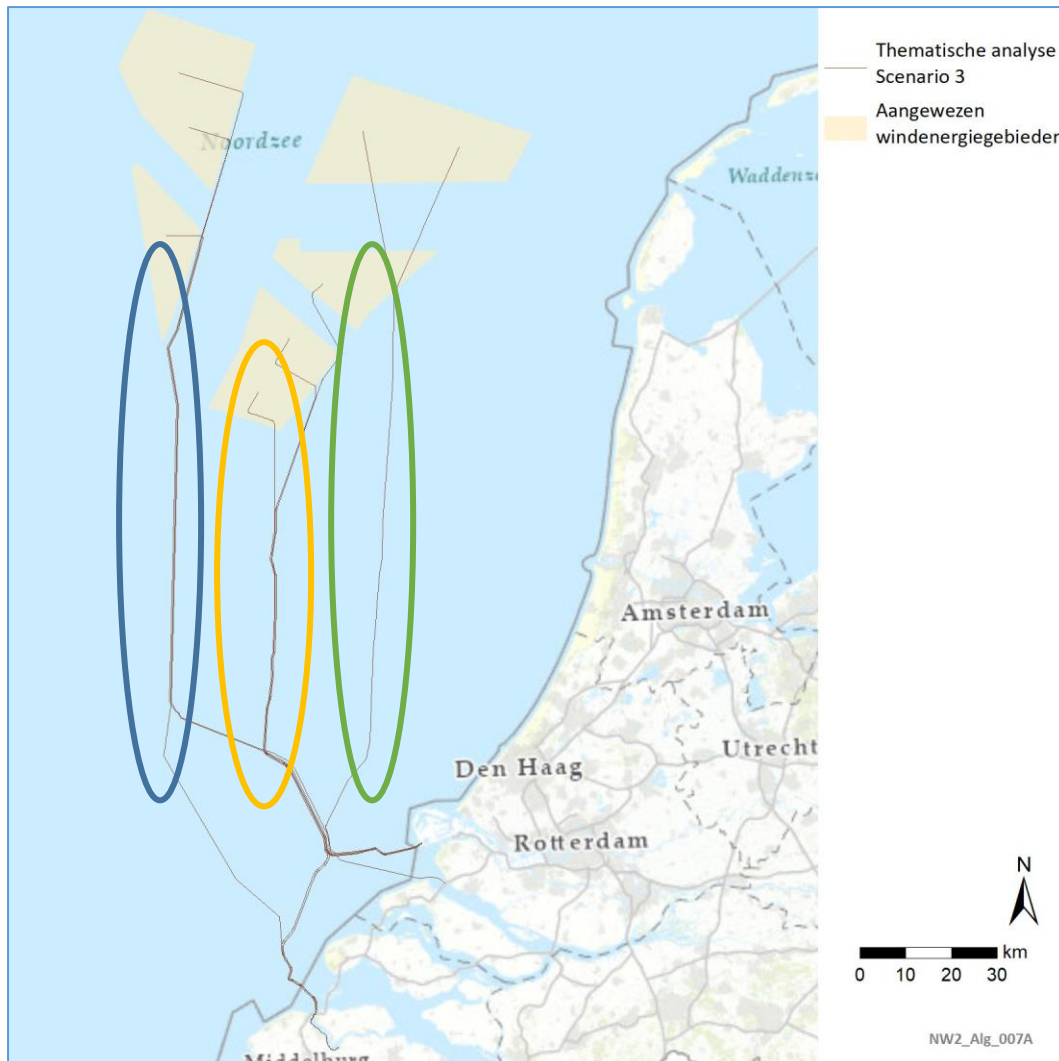 Thematische analyse
Scenario 3
Aangewezen
windenergiegebieden
Noordzee
Waddenz
Amsterdam
Utrecht
Den Haag
Rotterdam
N
km
0 10 20 30
NW2_Alg_007A
Middelburg